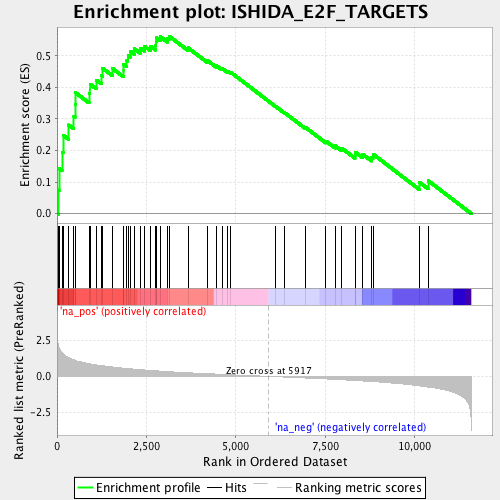 Enrichment plot: ISHIDA_E2F_TARGETS
Enrichment score (ES)
0.5
0.4
0.3
0.2
0.1
0.0
'na_pos' (positively correlated)
Ranked list metric (PreRanked)
2.5
0.0
-2.5
Zero cross at 5917
'na_neg' (negatively correlated)
0
2,500
5,000
7,500
10,000
Rank in Ordered Dataset
Enrichment profile
Hits
Ranking metric scores